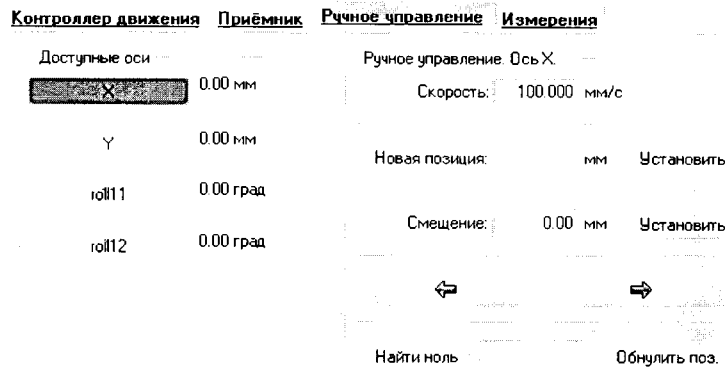 Контроллер движения Приёмник Ручное управление Измерения
Доступные оси
X 0.00 мм
Y 0.00 мм
roll11 0.00 град
roll12 0.00 град
Ручное управление. Ось X.
Скорость: 100.000 мм/с
Новая позиция: мм Установить
Смещение: 0.00 мм Установить
Найти ноль Обнулить поз.